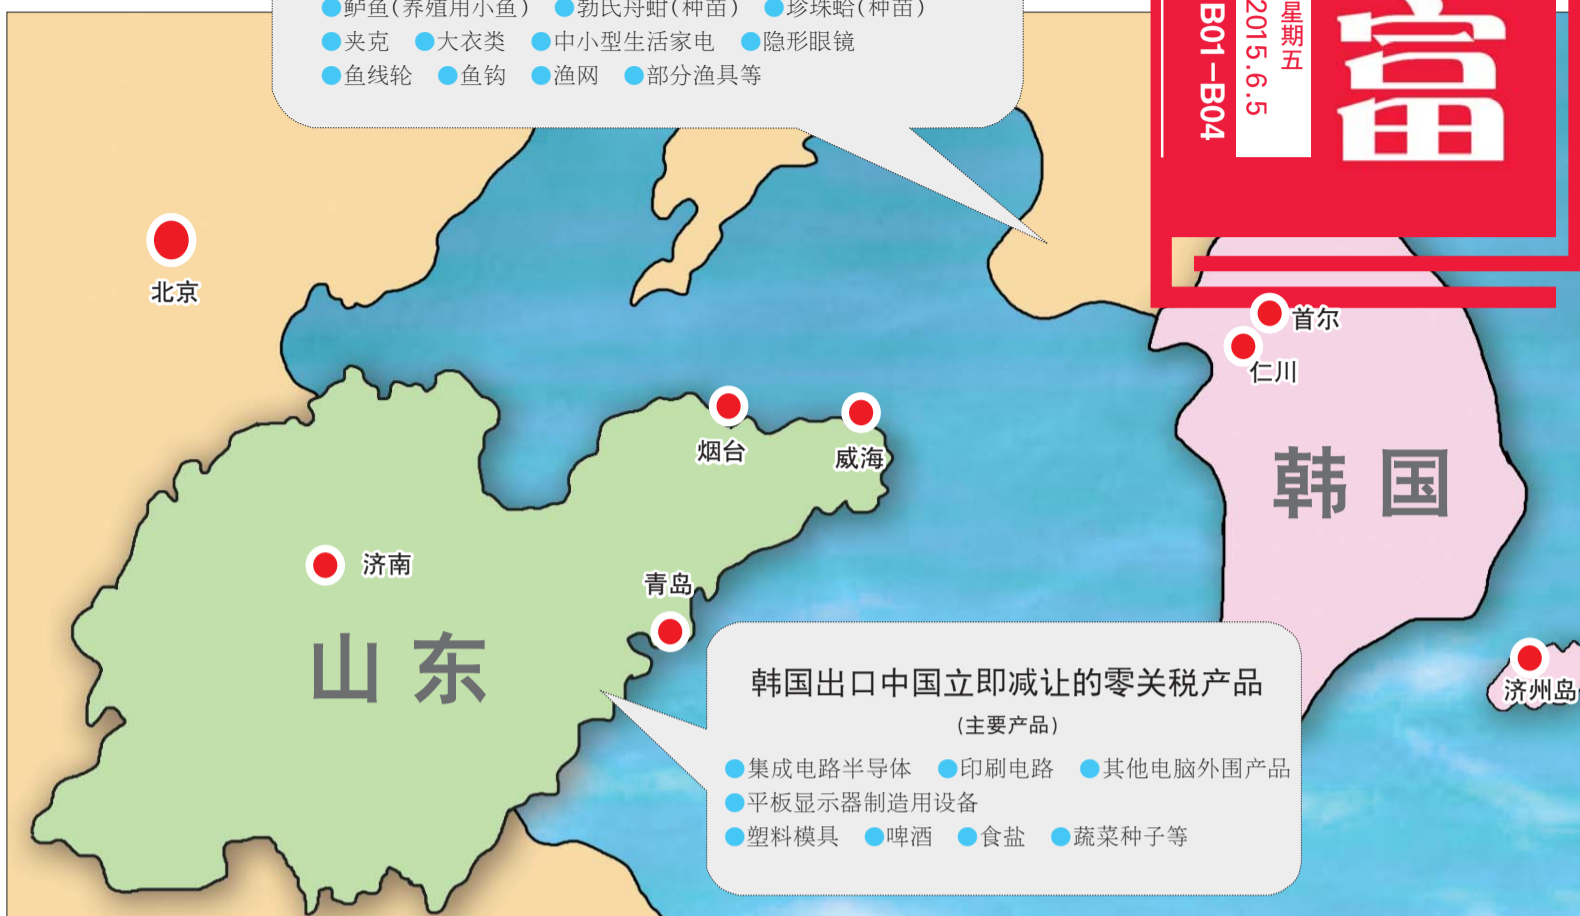 ●鲈鱼(养殖用小鱼) ●勃氏舟蚶(种苗) ●珍珠蛤(种苗)
●夹克 ●大衣类 ●中小型生活家电 ●隐形眼镜
●鱼线轮 ●鱼钩 ●渔网 ●部分渔具等
星期五
2015.6.5
B01-B04
富
北京
首尔
仁川
烟台
威海
韩国
济南
青岛
山东
济州岛
韩国出口中国立即减让的零关税产品
(主要产品)
●集成电路半导体 ●印刷电路 ●其他电脑外围产品
●平板显示器制造用设备
●塑料模具 ●啤酒 ●食盐 ●蔬菜种子等